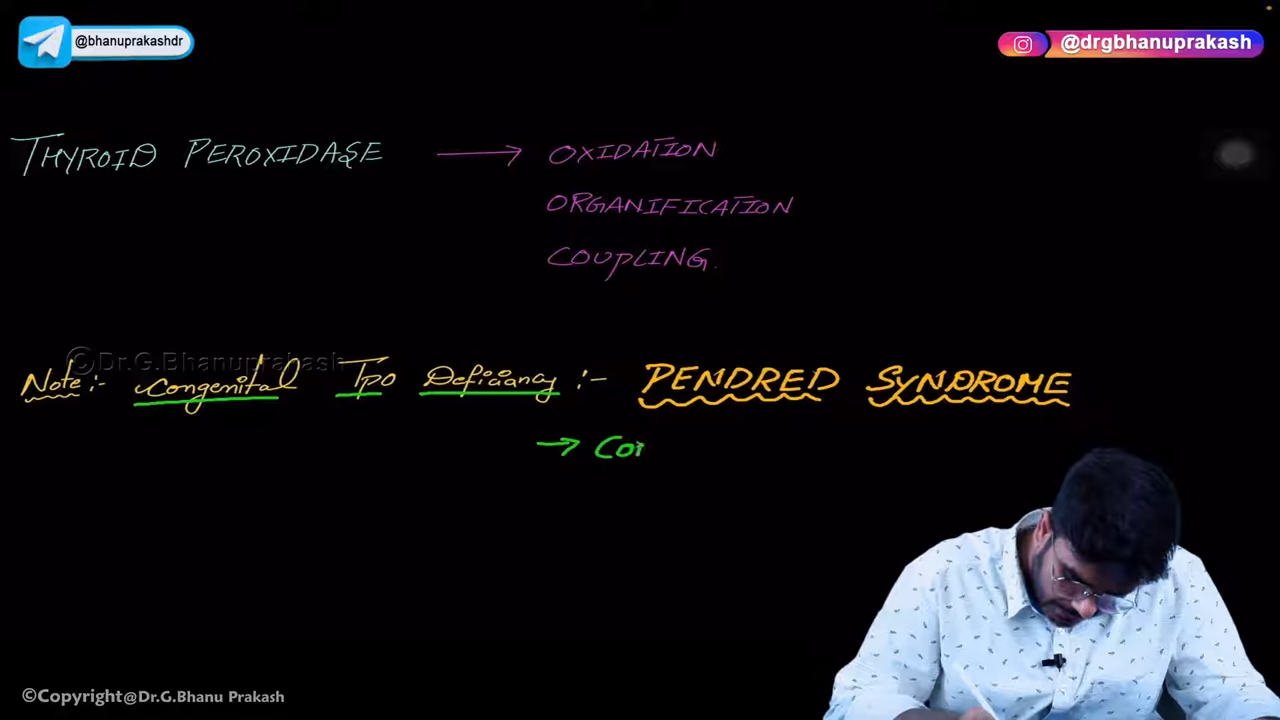 @bhanuprakashdr
@drgbhanuprakash
THYROID PEROXIDASE → OXIDATION
ORGANIFICATION
COUPLING.
©Dr.G.Bhanuprakash
Note:- Congenital TPO Deficiancy :- PENDRED SYNDROME
→ Con
©Copyright@Dr.G.Bhanu Prakash